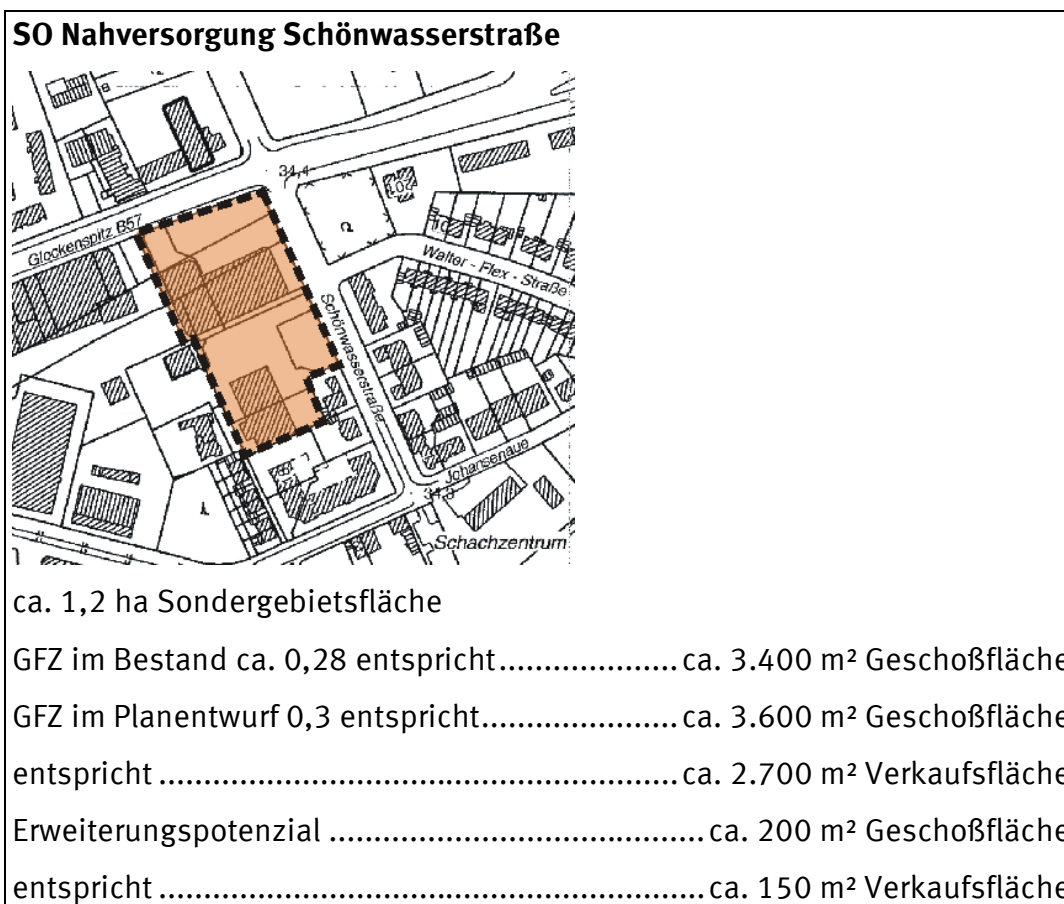 SO Nahversorgung Schönwasserstraße
34,4
Glockenspitz B57
Walter - Flex - Straße
Schönwasserstraße
Johansenaue
34,3
Schachzentrum
ca. 1,2 ha Sondergebietsfläche
GFZ im Bestand ca. 0,28 entspricht....................ca. 3.400 m² Geschoßfläche
GFZ im Planentwurf 0,3 entspricht......................ca. 3.600 m² Geschoßfläche
entspricht ..........................................................ca. 2.700 m² Verkaufsfläche
Erweiterungspotenzial ..........................................ca. 200 m² Geschoßfläche
entspricht .............................................................ca. 150 m² Verkaufsfläche